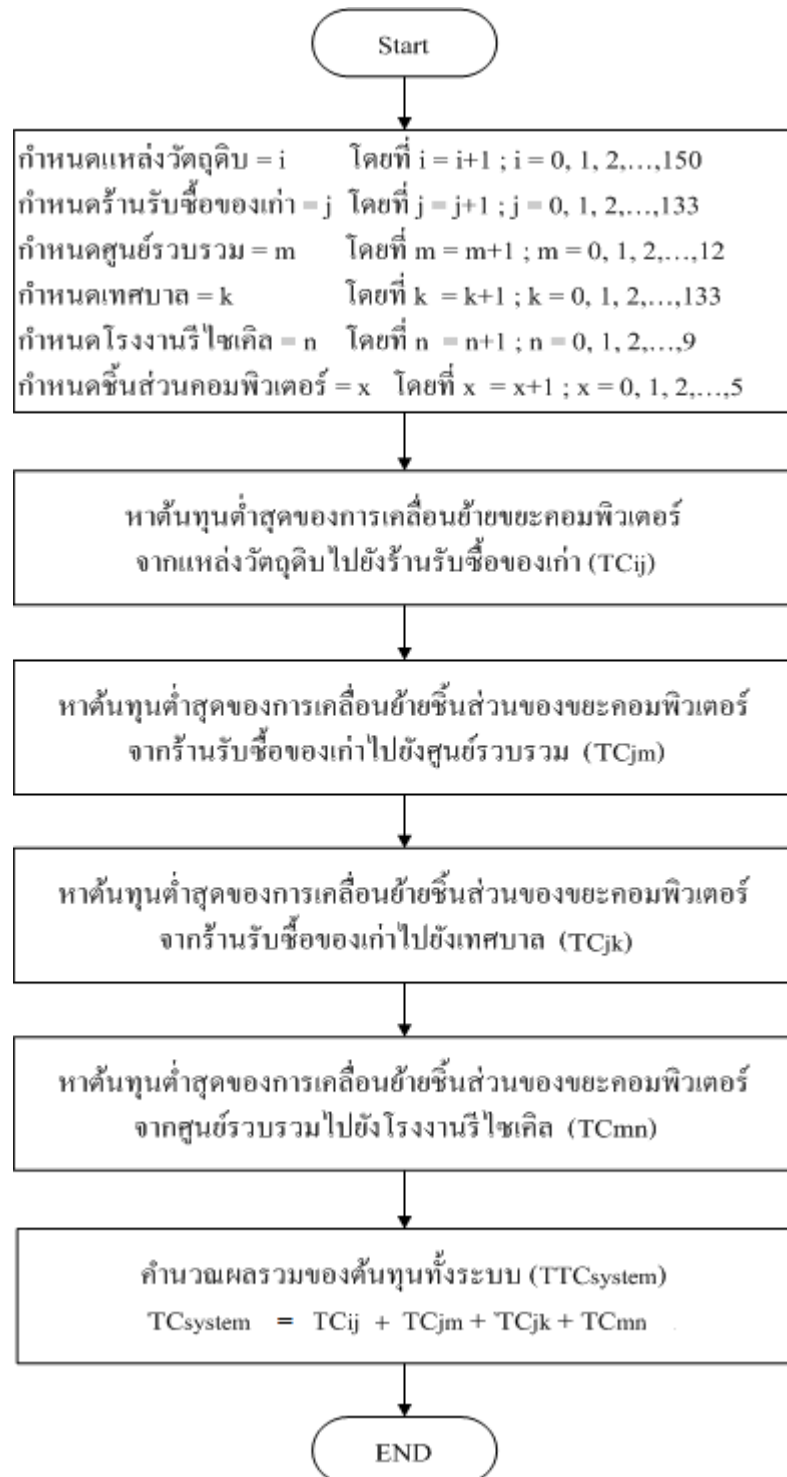 Start
กำหนดแหล่งวัตถุดิบ = i โดยที่ i = i+1 ; i = 0, 1, 2,...,150
กำหนดร้านรับซื้อของเก่า = j โดยที่ j = j+1 ; j = 0, 1, 2,...,133
กำหนดศูนย์รวบรวม = m โดยที่ m = m+1 ; m = 0, 1, 2,...,12
กำหนดเทศบาล = k โดยที่ k = k+1 ; k = 0, 1, 2,...,133
กำหนดโรงงานรีไซเคิล = n โดยที่ n = n+1 ; n = 0, 1, 2,...,9
กำหนดชิ้นส่วนคอมพิวเตอร์ = x โดยที่ x = x+1 ; x = 0, 1, 2,...,5
หาต้นทุนต่ำสุดของการเคลื่อนย้ายขยะคอมพิวเตอร์
จากแหล่งวัตถุดิบไปยังร้านรับซื้อของเก่า (TCij)
หาต้นทุนต่ำสุดของการเคลื่อนย้ายชิ้นส่วนของขยะคอมพิวเตอร์
จากร้านรับซื้อของเก่าไปยังศูนย์รวบรวม (TCjm)
หาต้นทุนต่ำสุดของการเคลื่อนย้ายชิ้นส่วนของขยะคอมพิวเตอร์
จากร้านรับซื้อของเก่าไปยังเทศบาล (TCjk)
หาต้นทุนต่ำสุดของการเคลื่อนย้ายชิ้นส่วนของขยะคอมพิวเตอร์
จากศูนย์รวบรวมไปยังโรงงานรีไซเคิล (TCmn)
คำนวณผลรวมของต้นทุนทั้งระบบ (TTCsystem)
TCsystem = TCij + TCjm + TCjk + TCmn
END